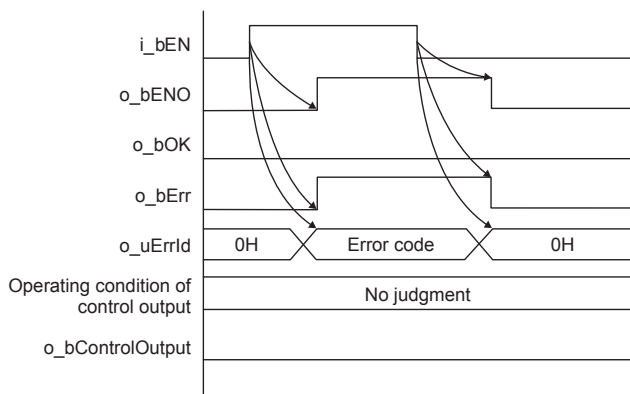 i_bEN
o_bENO
o_bOK
o_bErr
o_uErrId
0H
Error code
0H
Operating condition of
control output
No judgment
o_bControlOutput